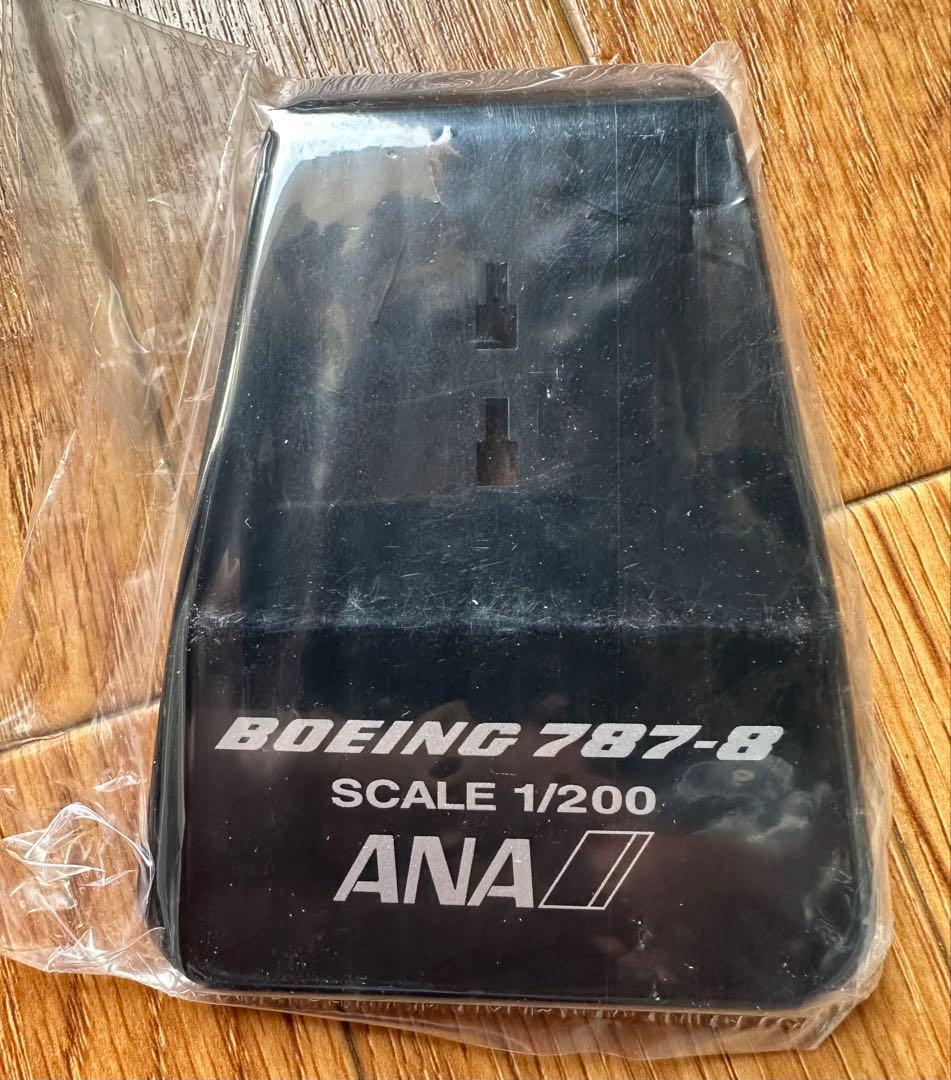 BOEING 787-8
SCALE 1/200
ANA